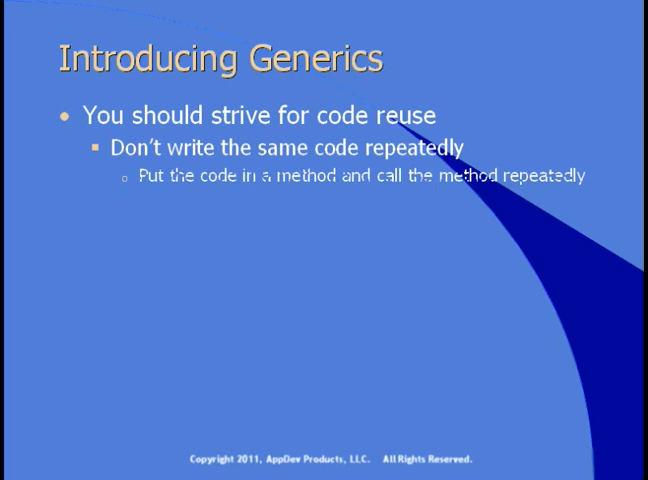 Introducing Generics
• You should strive for code reuse
▪ Don't write the same code repeatedly
o Put the code in a method and call the method repeatedly
Copyright 2011, AppDev Products, LLC. All Rights Reserved.